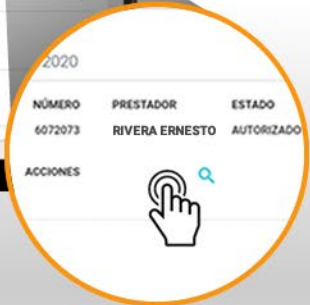 2020
NÚMERO PRESTADOR ESTADO
6072073 RIVERA ERNESTO AUTORIZADO
ACCIONES